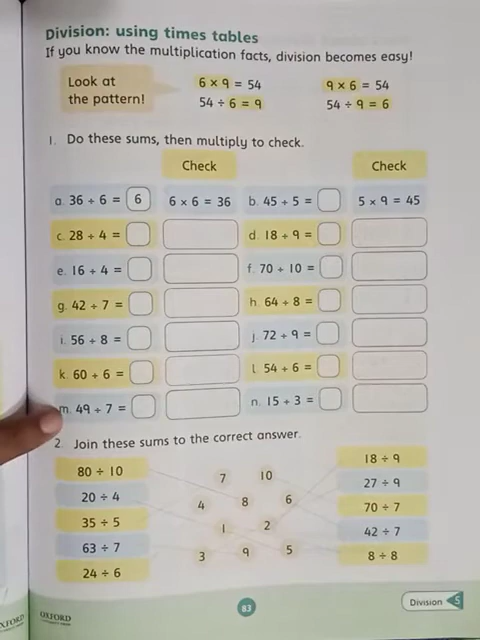 Division: using times tables
If you know the multiplication facts, division becomes easy!
Look at
the pattern!
6 × 9 = 54
54 ÷ 6 = 9
9 × 6 = 54
54 ÷ 9 = 6
1. Do these sums, then multiply to check.
Check
Check
a. 36 ÷ 6 = 6 6 × 6 = 36 b. 45 ÷ 5 = 5 × 9 = 45
c. 28 ÷ 4 = d. 18 ÷ 9 =
e. 16 ÷ 4 = f. 70 ÷ 10 =
g. 42 ÷ 7 = h. 64 ÷ 8 =
i. 56 ÷ 8 = j. 72 ÷ 9 =
k. 60 ÷ 6 = l. 54 ÷ 6 =
m. 49 ÷ 7 = n. 15 ÷ 3 =
2. Join these sums to the correct answer.
80 ÷ 10
20 ÷ 4
35 ÷ 5
63 ÷ 7
24 ÷ 6
7 10
4 8 6
1 2
3 9 5
18 ÷ 9
27 ÷ 9
70 ÷ 7
42 ÷ 7
8 ÷ 8
OXFORD
83
Division 5
XFORD